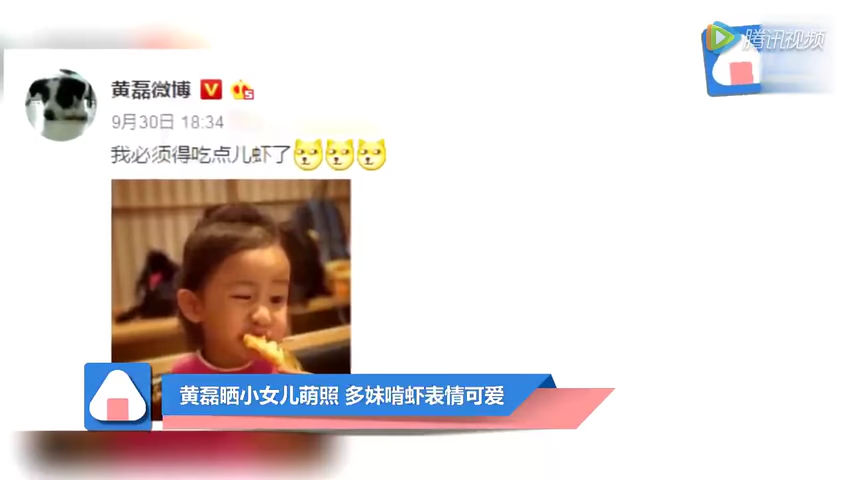 腾讯视频
黄磊微博
9月30日 18:34
我必须得吃点儿虾了
黄磊晒小女儿萌照 多妹啃虾表情可爱